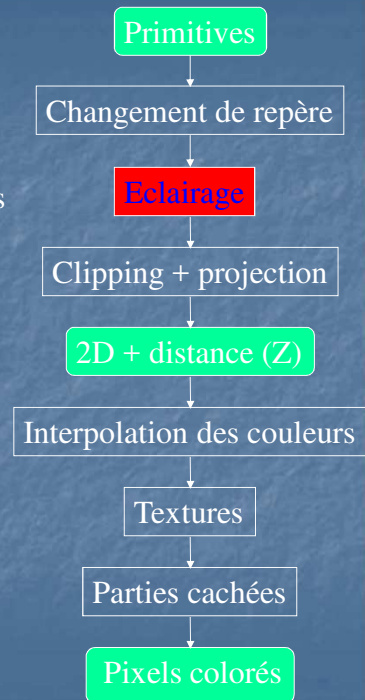 Primitives
Changement de repère
s
Eclairage
Clipping + projection
2D + distance (Z)
Interpolation des couleurs
Textures
Parties cachées
Pixels colorés